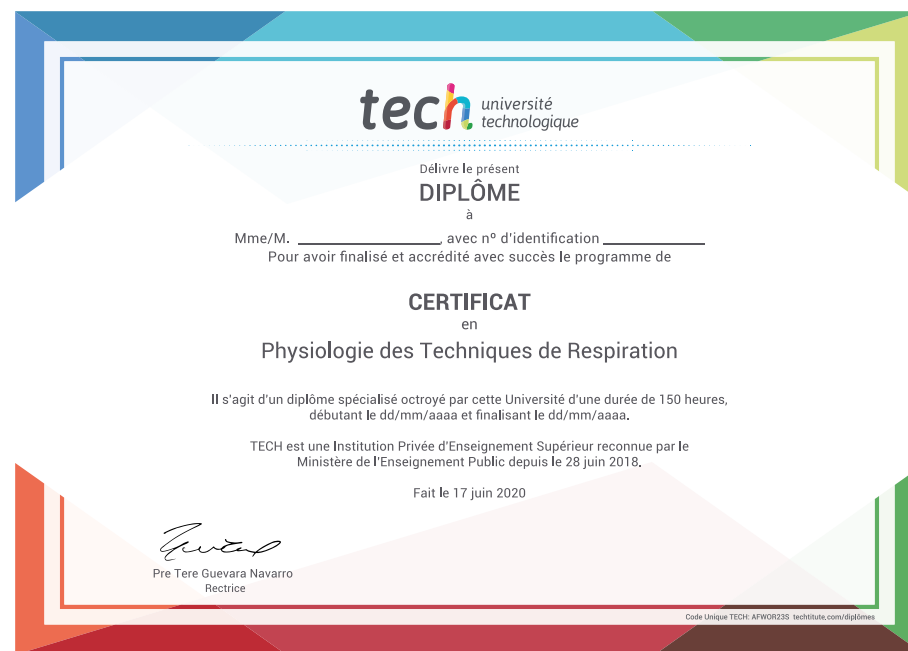 tech université
technologique
Délivre le présent
DIPLÔME
à
Mme/M. ____________, avec nº d'identification ____________
Pour avoir finalisé et accrédité avec succès le programme de
CERTIFICAT
en
Physiologie des Techniques de Respiration
Il s'agit d'un diplôme spécialisé octroyé par cette Université d'une durée de 150 heures,
débutant le dd/mm/aaaa et finalisant le dd/mm/aaaa.
TECH est une Institution Privée d'Enseignement Supérieur reconnue par le
Ministère de l'Enseignement Public depuis le 28 juin 2018.
Fait le 17 juin 2020
Pre Tere Guevara Navarro
Rectrice
Code Unique TECH: AFWOR23S techtitute.com/diplômes